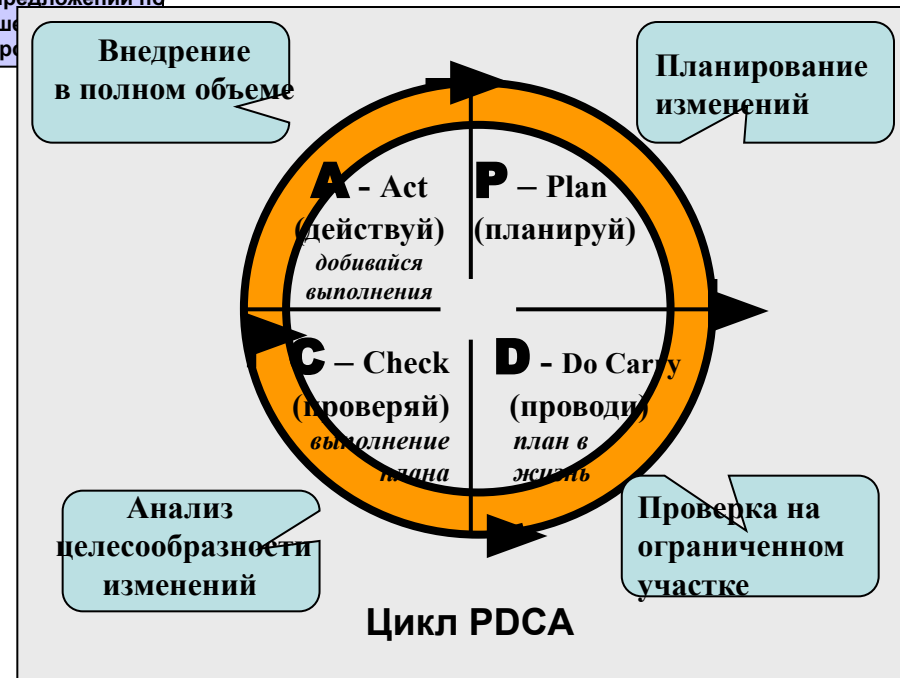 Внедрение
в полном объеме
Планирование
изменений
A - Act
(действуй)
добивайся
выполнения
P – Plan
(планируй)
C – Check
(проверяй)
выполнение
плана
D - Do Carry
(проводи)
план в
жизнь
Анализ
целесообразности
изменений
Проверка на
ограниченном
участке
Цикл PDCA